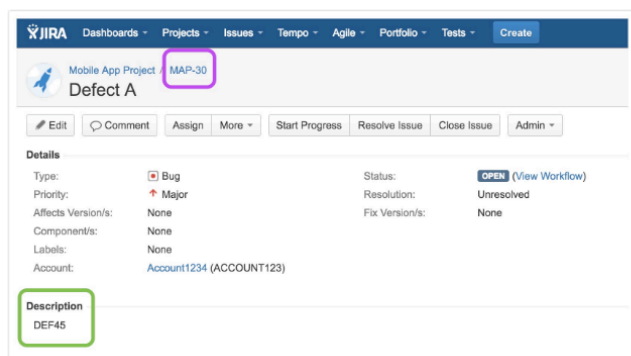 JIRA Dashboards Projects Issues Tempo Agile Portfolio Tests Create
Mobile App Project / MAP-30
Defect A
Edit Comment Assign More Start Progress Resolve Issue Close Issue Admin
Details
Type: Bug Status: OPEN (View Workflow)
Priority: Major Resolution: Unresolved
Affects Version/s: None Fix Version/s: None
Component/s: None
Labels: None
Account: Account1234 (ACCOUNT123)
Description
DEF45